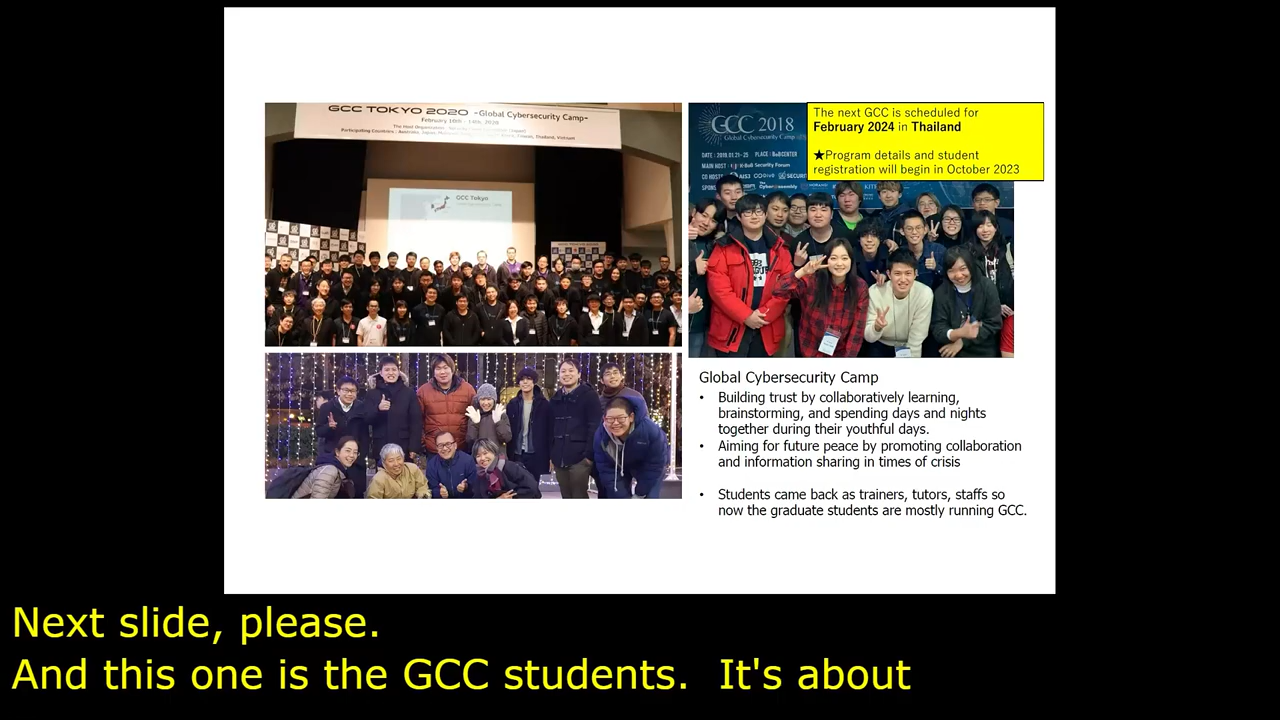 GCC TOKYO 2020 -Global Cybersecurity Camp-
February 10th - 14th, 2020
GCC Tokyo
GCC 2018
Global Cybersecurity Camp
MAIN HOST
CO HOST
The next GCC is scheduled for
February 2024 in Thailand
★Program details and student
registration will begin in October 2023
Global Cybersecurity Camp
• Building trust by collaboratively learning,
brainstorming, and spending days and nights
together during their youthful days.
• Aiming for future peace by promoting collaboration
and information sharing in times of crisis
• Students came back as trainers, tutors, staffs so
now the graduate students are mostly running GCC.
Next slide, please.
And this one is the GCC students. It's about